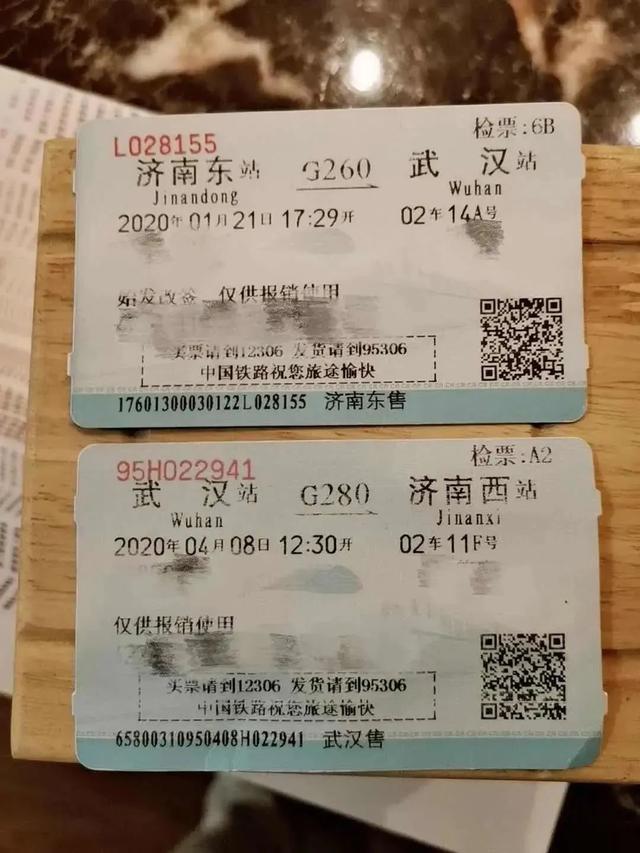 L028155 检票:6B
济南东站 G260 武汉站
Jinandong Wuhan
2020年01月21日17:29开 02车14A号
始发改签 仅供报销使用
买票请到12306 发货请到95306
中国铁路祝您旅途愉快
17601300030122L028155 济南东售
95H022941 检票:A2
武汉站 G280 济南西站
Wuhan Jinanxi
2020年04月08日12:30开 02车11F号
仅供报销使用
买票请到12306 发货请到95306
中国铁路祝您旅途愉快
65800310950408H022941 武汉售